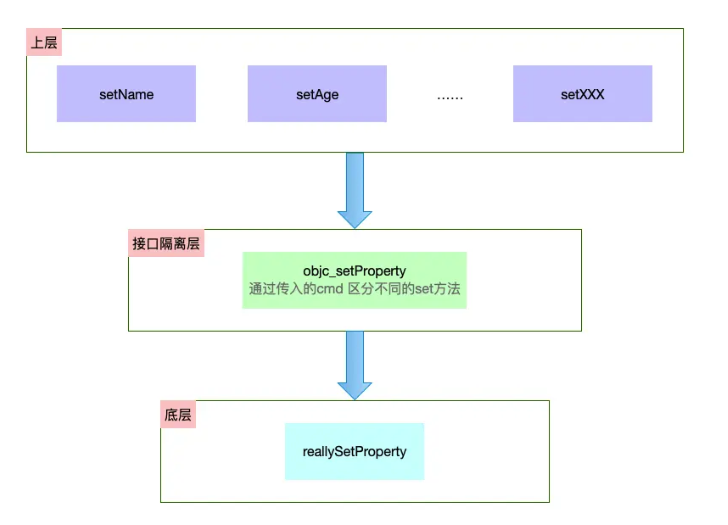 上层
setName
setAge
......
setXXX
接口隔离层
objc_setProperty
通过传入的cmd 区分不同的set方法
底层
reallySetProperty